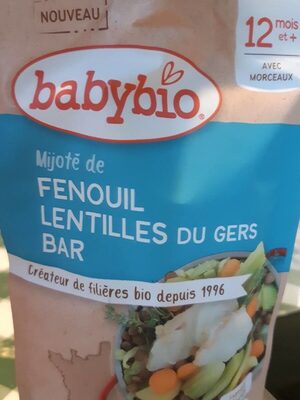 NOUVEAU
12 mois
et +
AVEC
MORCEAUX
babybio
Mijoté de
FENOUIL
LENTILLES DU GERS
BAR
Créateur de filières bio depuis 1996